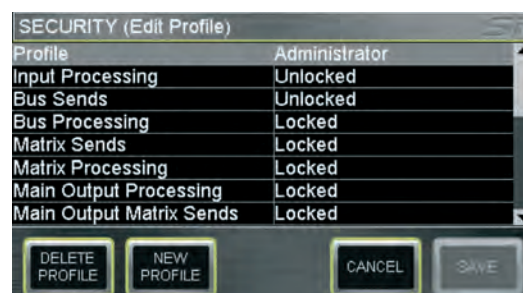 SECURITY (Edit Profile)
Profile Administrator
Input Processing Unlocked
Bus Sends Unlocked
Bus Processing Locked
Matrix Sends Locked
Matrix Processing Locked
Main Output Processing Locked
Main Output Matrix Sends Locked
DELETE PROFILE NEW PROFILE CANCEL SAVE